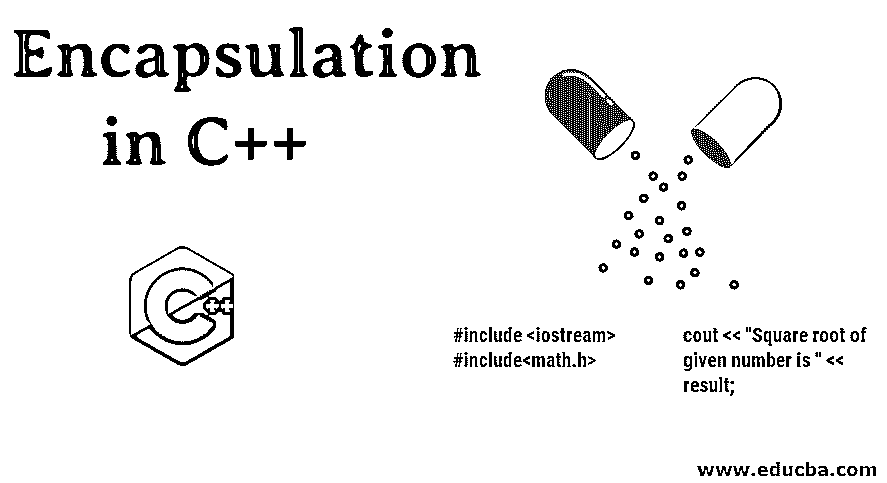 Encapsulation
in C++
C++
#include <iostream>
#include<math.h>
cout << "Square root of
given number is " <<
result;
www.educba.com